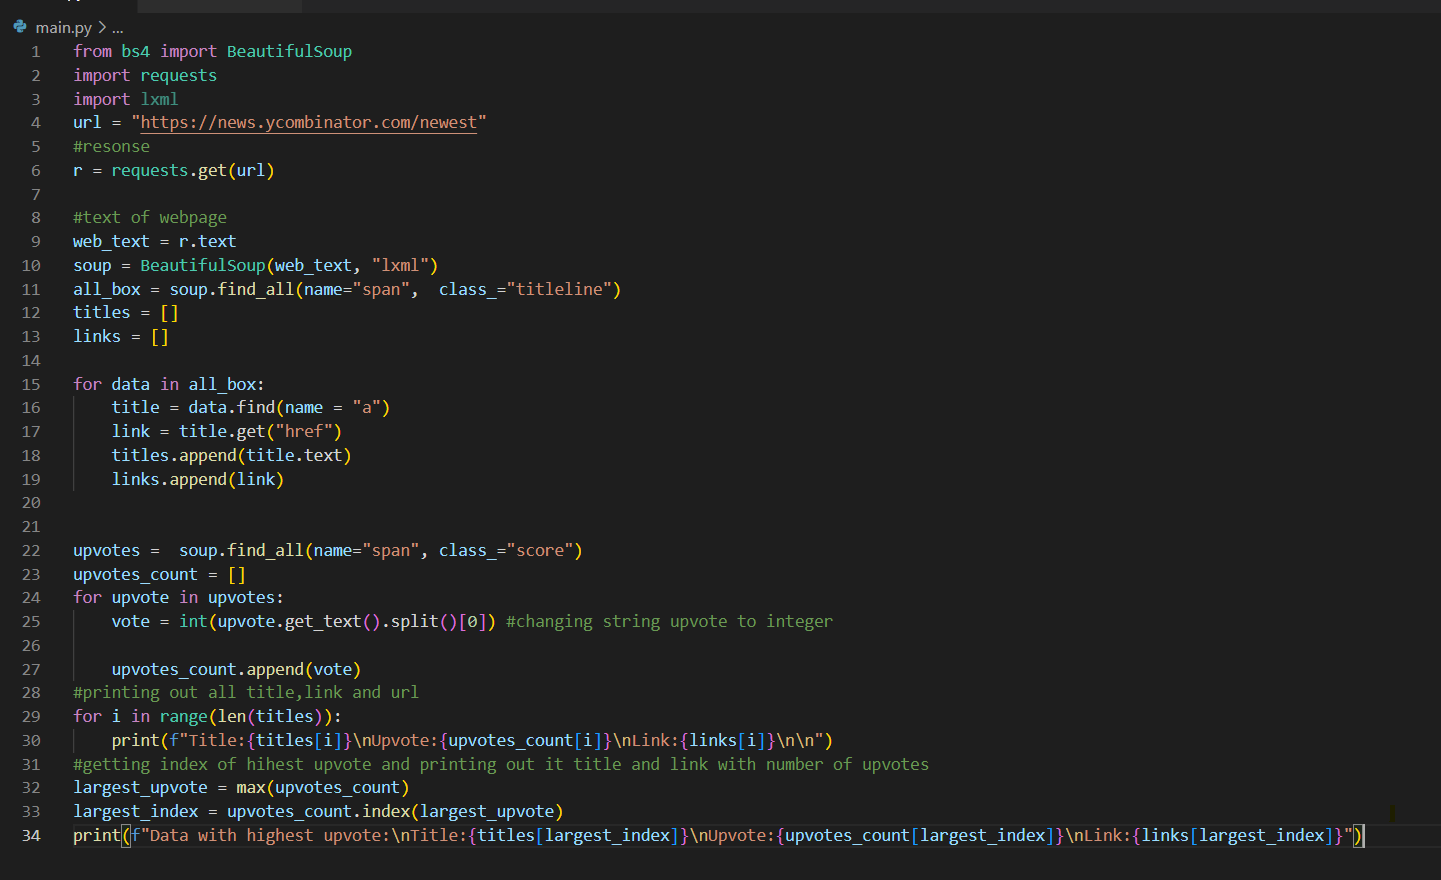 main.py > ...
1 from bs4 import BeautifulSoup
2 import requests
3 import lxml
4 url = "https://news.ycombinator.com/newest"
5 #resonse
6 r = requests.get(url)
7
8 #text of webpage
9 web_text = r.text
10 soup = BeautifulSoup(web_text, "lxml")
11 all_box = soup.find_all(name="span",  class_="titleline")
12 titles = []
13 links = []
14
15 for data in all_box:
16     title = data.find(name = "a")
17     link = title.get("href")
18     titles.append(title.text)
19     links.append(link)
20
21
22 upvotes =  soup.find_all(name="span", class_="score")
23 upvotes_count = []
24 for upvote in upvotes:
25     vote = int(upvote.get_text().split()[0]) #changing string upvote to integer
26
27     upvotes_count.append(vote)
28 #printing out all title,link and url
29 for i in range(len(titles)):
30     print(f"Title:{titles[i]}\nUpvote:{upvotes_count[i]}\nLink:{links[i]}\n\n")
31 #getting index of hihest upvote and printing out it title and link with number of upvotes
32 largest_upvote = max(upvotes_count)
33 largest_index = upvotes_count.index(largest_upvote)
34 print(f"Data with highest upvote:\nTitle:{titles[largest_index]}\nUpvote:{upvotes_count[largest_index]}\nLink:{links[largest_index]}")